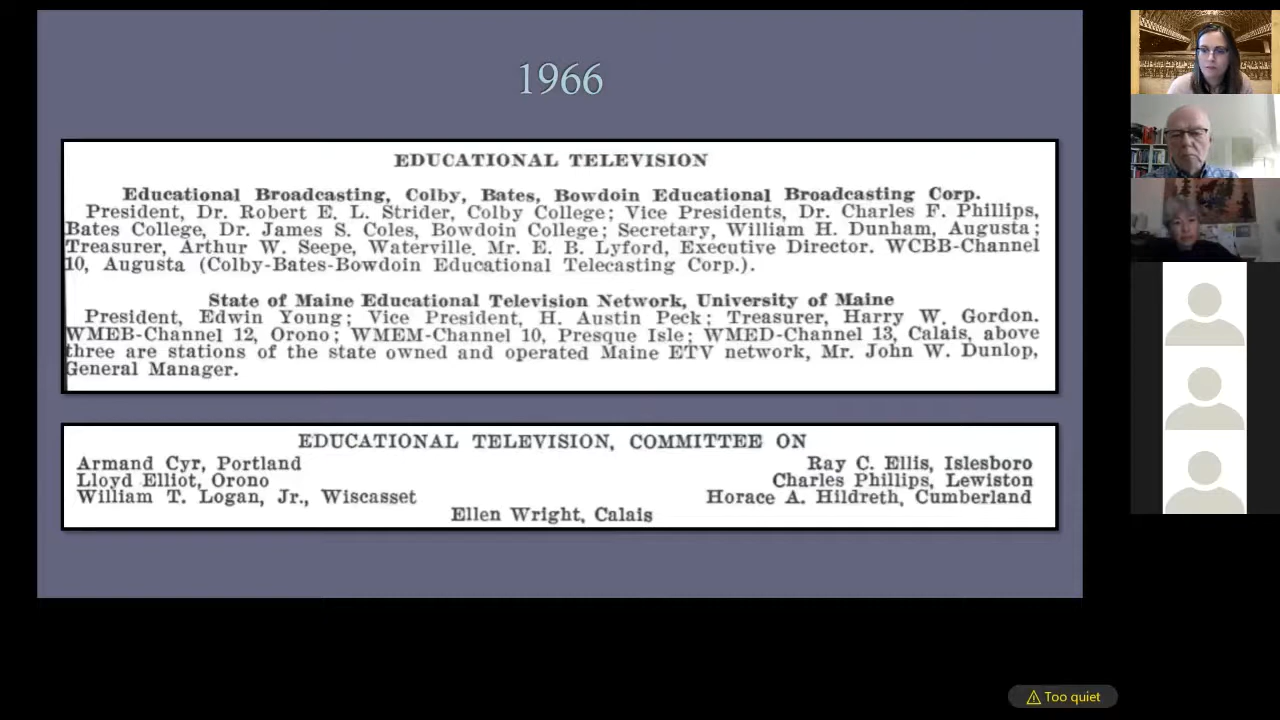 1966
EDUCATIONAL TELEVISION
Educational Broadcasting, Colby, Bates, Bowdoin Educational Broadcasting Corp.
President, Dr. Robert E. L. Strider, Colby College; Vice Presidents, Dr. Charles F. Phillips,
Bates College, Dr. James S. Coles, Bowdoin College; Secretary, William H. Dunham, Augusta;
Treasurer, Arthur W. Seepe, Waterville. Mr. E. B. Lyford, Executive Director. WCBB-Channel
10, Augusta (Colby-Bates-Bowdoin Educational Telecasting Corp.).
State of Maine Educational Television Network, University of Maine
President, Edwin Young; Vice President, H. Austin Peck; Treasurer, Harry W. Gordon.
WMEB-Channel 12, Orono; WMEM-Channel 10, Presque Isle; WMED-Channel 13, Calais, above
three are stations of the state owned and operated Maine ETV network, Mr. John W. Dunlop,
General Manager.
EDUCATIONAL TELEVISION, COMMITTEE ON
Armand Cyr, Portland Ray C. Ellis, Islesboro
Lloyd Elliot, Orono Charles Phillips, Lewiston
William T. Logan, Jr., Wiscasset Horace A. Hildreth, Cumberland
Ellen Wright, Calais
Too quiet